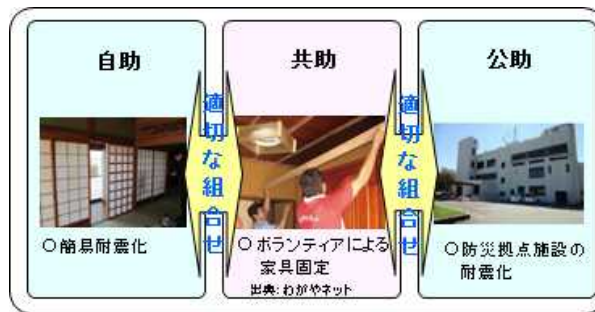 自助
共助
公助
適切な組合せ
適切な組合せ
○簡易耐震化
○ボランティアによる
家具固定
出典：わがやネット
○防災拠点施設の
耐震化